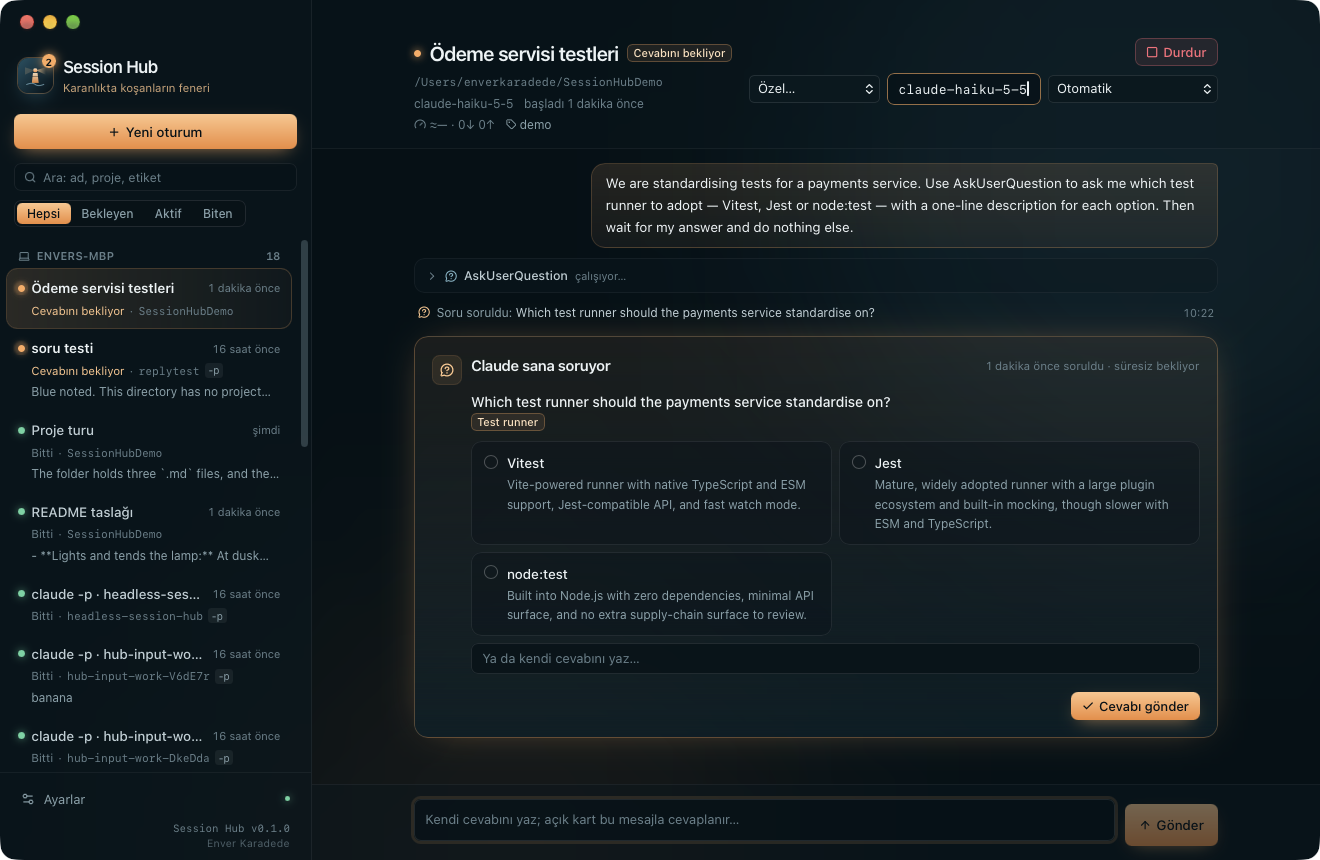 2
Session Hub
Karanlıkta koşanların feneri
+ Yeni oturum
Ara: ad, proje, etiket
Hepsi Bekleyen Aktif Biten
ENVERS-MBP 18
Ödeme servisi testleri 1 dakika önce
Cevabını bekliyor · SessionHubDemo
soru testi 16 saat önce
Cevabını bekliyor · replytest -p
Blue noted. This directory has no project…
Proje turu şimdi
Bitti · SessionHubDemo
The folder holds three `.md` files, and the…
README taslağı 1 dakika önce
Bitti · SessionHubDemo
- **Lights and tends the lamp:** At dusk…
claude -p · headless-ses… 16 saat önce
Bitti · headless-session-hub -p
claude -p · hub-input-wo… 16 saat önce
Bitti · hub-input-work-V6dE7r -p
banana
claude -p · hub-input-wo… 16 saat önce
Bitti · hub-input-work-DkeDda -p
Ayarlar
Session Hub v0.1.0
Enver Karadede
Ödeme servisi testleri Cevabını bekliyor
Durdur
/Users/enverkaradede/SessionHubDemo
claude-haiku-5-5 başladı 1 dakika önce
≈— · 0↓ 0↑ demo
Özel… claude-haiku-5-5 Otomatik
We are standardising tests for a payments service. Use AskUserQuestion to ask me which test
runner to adopt — Vitest, Jest or node:test — with a one-line description for each option. Then
wait for my answer and do nothing else.
AskUserQuestion çalışıyor…
Soru soruldu: Which test runner should the payments service standardise on? 10:22
Claude sana soruyor 1 dakika önce soruldu · süresiz bekliyor
Which test runner should the payments service standardise on?
Test runner
Vitest
Vite-powered runner with native TypeScript and ESM
support, Jest-compatible API, and fast watch mode.
Jest
Mature, widely adopted runner with a large plugin
ecosystem and built-in mocking, though slower with
ESM and TypeScript.
node:test
Built into Node.js with zero dependencies, minimal API
surface, and no extra supply-chain surface to review.
Ya da kendi cevabını yaz…
Cevabı gönder
Kendi cevabını yaz; açık kart bu mesajla cevaplanır…
Gönder